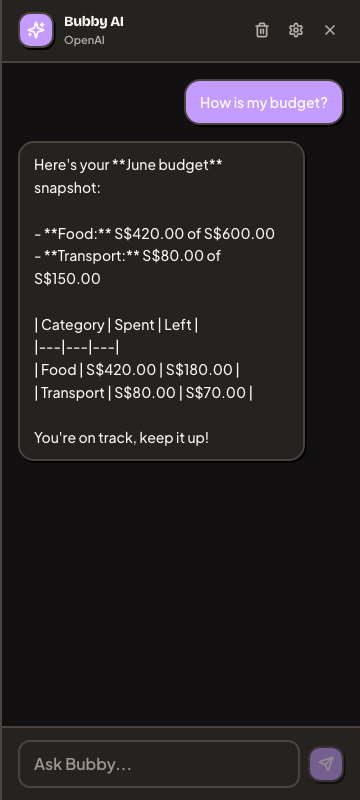 Bubby AI
OpenAI
How is my budget?
Here's your **June budget**
snapshot:
- **Food:** S$420.00 of S$600.00
- **Transport:** S$80.00 of
S$150.00
| Category | Spent | Left |
|---|---|---|
| Food | S$420.00 | S$180.00 |
| Transport | S$80.00 | S$70.00 |
You're on track, keep it up!
Ask Bubby...